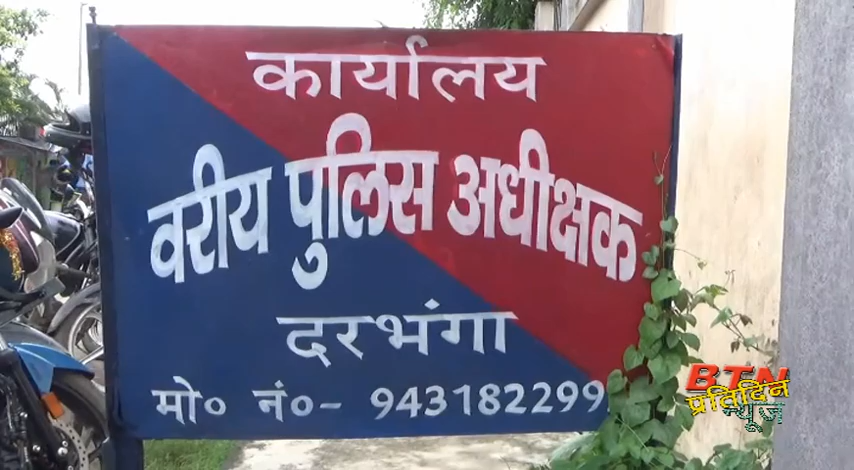 कार्यालय
वरीय पुलिस अधीक्षक
दरभंगा
मो० नं०- 943182299
BTN
प्रतिदिन
न्यूज